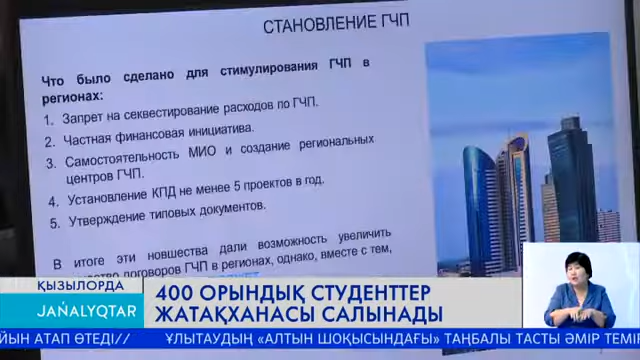 СТАНОВЛЕНИЕ ГЧП
Что было сделано для стимулирования ГЧП в
регионах:
1. Запрет на секвестирование расходов по ГЧП.
2. Частная финансовая инициатива.
3. Самостоятельность МИО и создание региональных
центров ГЧП.
4. Установление КПД не менее 5 проектов в год.
5. Утверждение типовых документов.
В итоге эти новшества дали возможность увеличить
договоров ГЧП в регионах, однако, вместе с тем,
ҚЫЗЫЛОРДА
JAŃALYQTAR
400 ОРЫНДЫҚ СТУДЕНТТЕР
ЖАТАҚХАНАСЫ САЛЫНАДЫ
ЙЫН АТАП ӨТЕДІ// ҰЛЫТАУДЫҢ «АЛТЫН ШОҚЫСЫНДАҒЫ» ТАҢБАЛЫ ТАСТЫ ӘМІР ТЕМІ